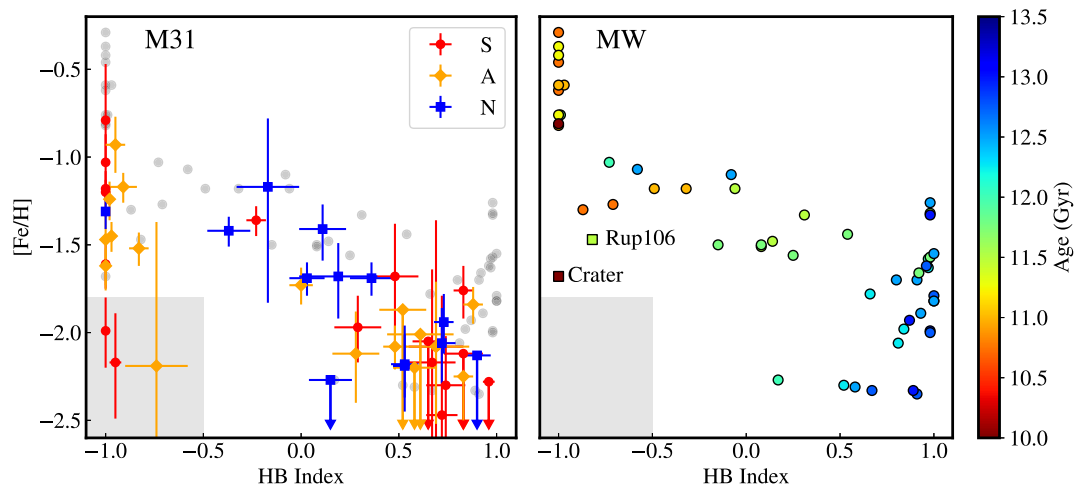 M31
S
A
N
−0.5
−1.0
−1.5
−2.0
−2.5
[Fe/H]
−1.0 −0.5 0.0 0.5 1.0
HB Index
MW
Rup106
Crater
−1.0 −0.5 0.0 0.5 1.0
HB Index
13.5
13.0
12.5
12.0
11.5
11.0
10.5
10.0
Age (Gyr)